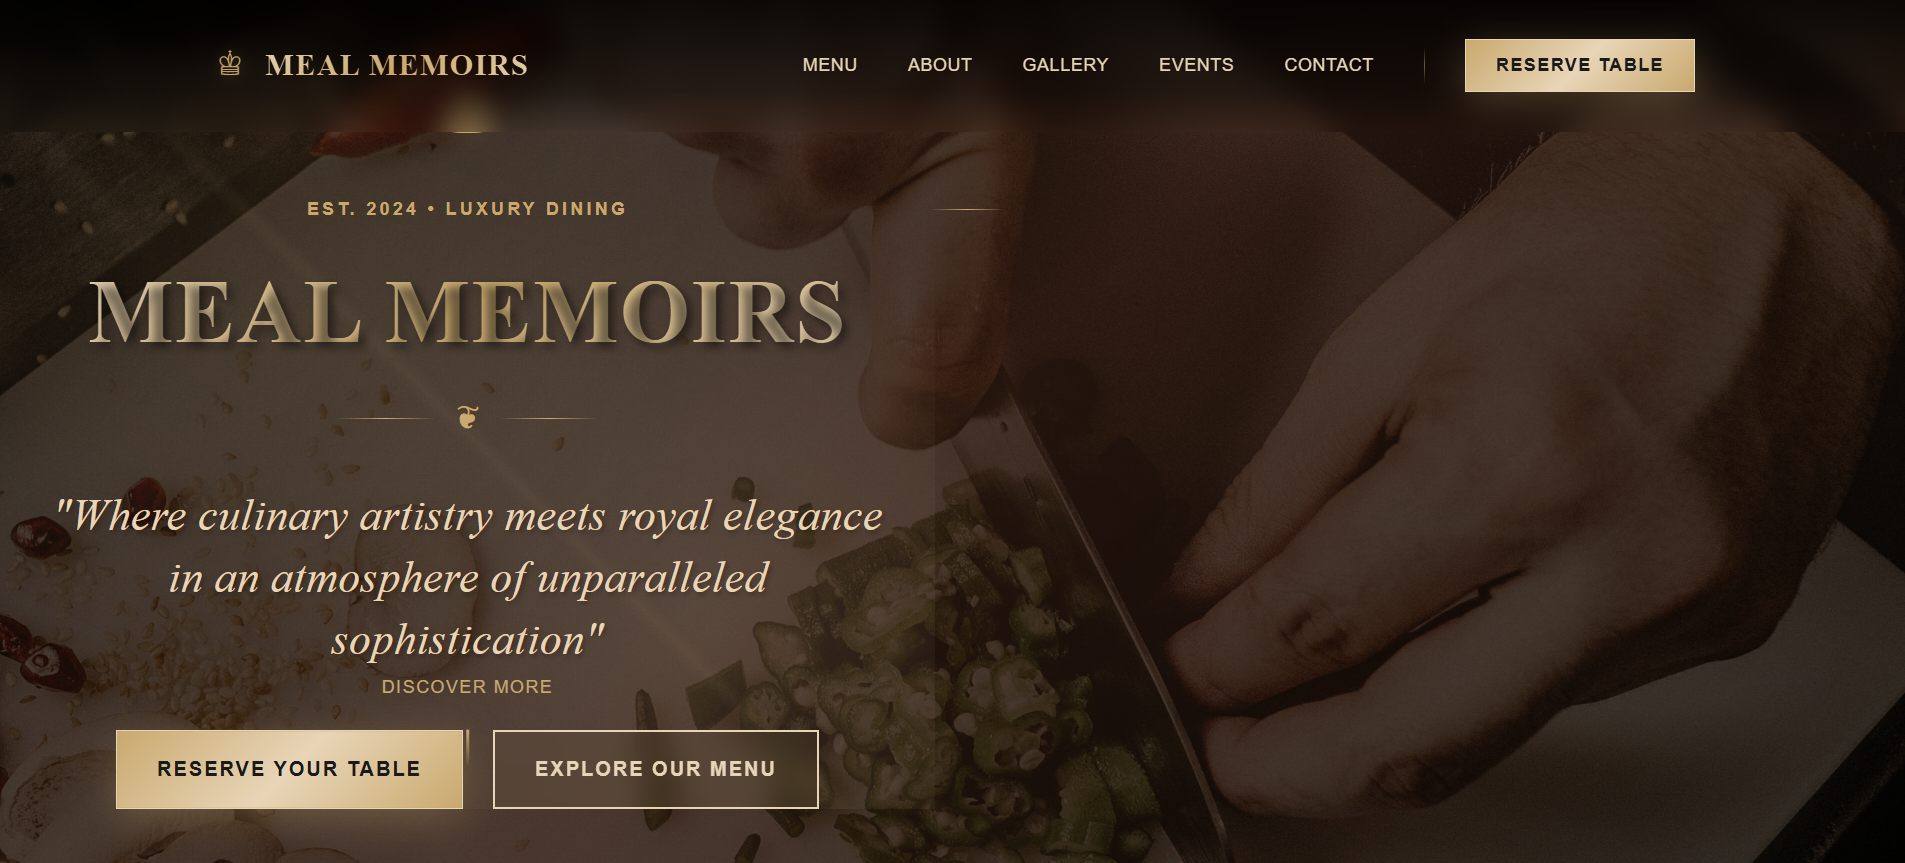 ♔ MEAL MEMOIRS
MENU ABOUT GALLERY EVENTS CONTACT RESERVE TABLE
EST. 2024 • LUXURY DINING
MEAL MEMOIRS
❦
"Where culinary artistry meets royal elegance
in an atmosphere of unparalleled
sophistication"
DISCOVER MORE
RESERVE YOUR TABLE
EXPLORE OUR MENU